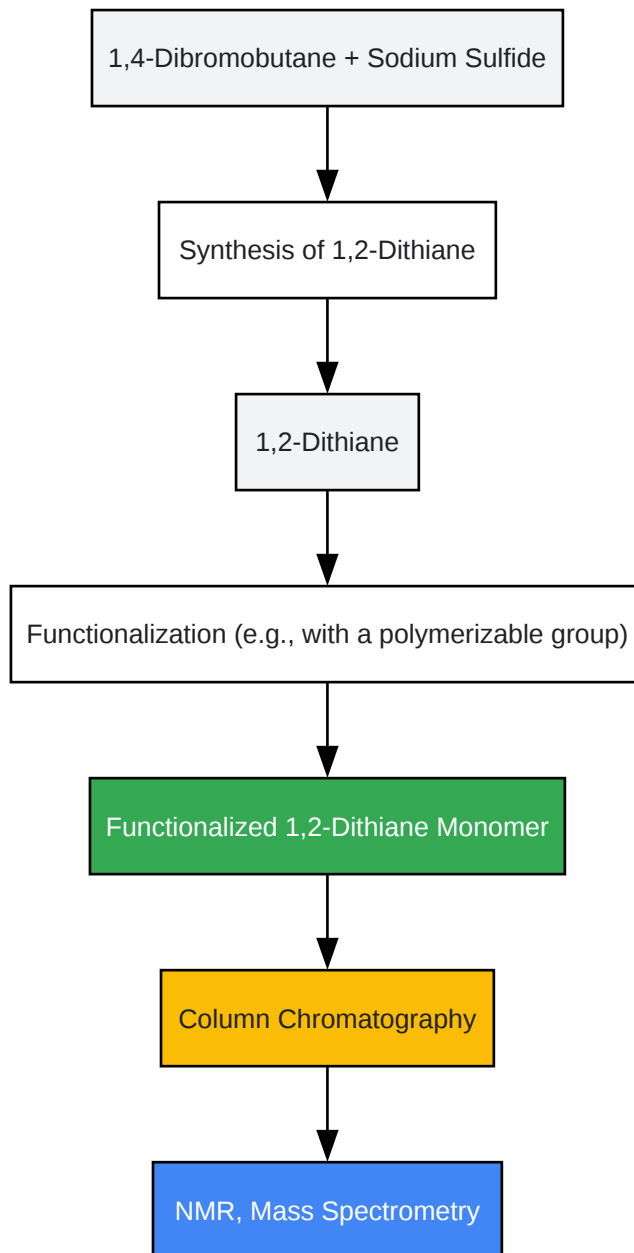 1,4-Dibromobutane + Sodium Sulfide
Synthesis of 1,2-Dithiane
1,2-Dithiane
Functionalization (e.g., with a polymerizable group)
Functionalized 1,2-Dithiane Monomer
Column Chromatography
NMR, Mass Spectrometry